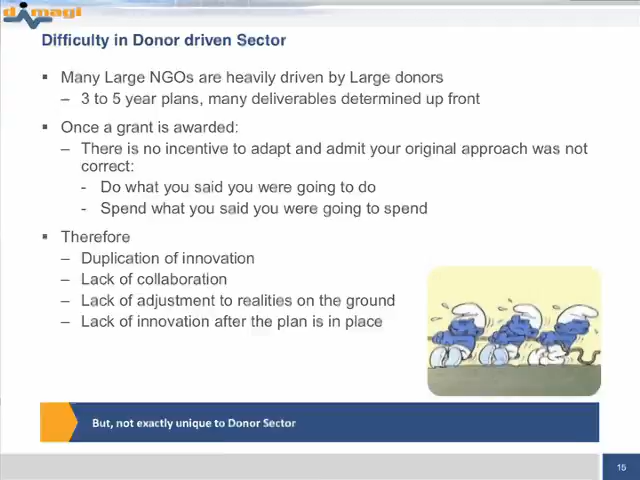 dimagi
Difficulty in Donor driven Sector
▪ Many Large NGOs are heavily driven by Large donors
– 3 to 5 year plans, many deliverables determined up front
▪ Once a grant is awarded:
– There is no incentive to adapt and admit your original approach was not
correct:
- Do what you said you were going to do
- Spend what you said you were going to spend
▪ Therefore
– Duplication of innovation
– Lack of collaboration
– Lack of adjustment to realities on the ground
– Lack of innovation after the plan is in place
But, not exactly unique to Donor Sector
15